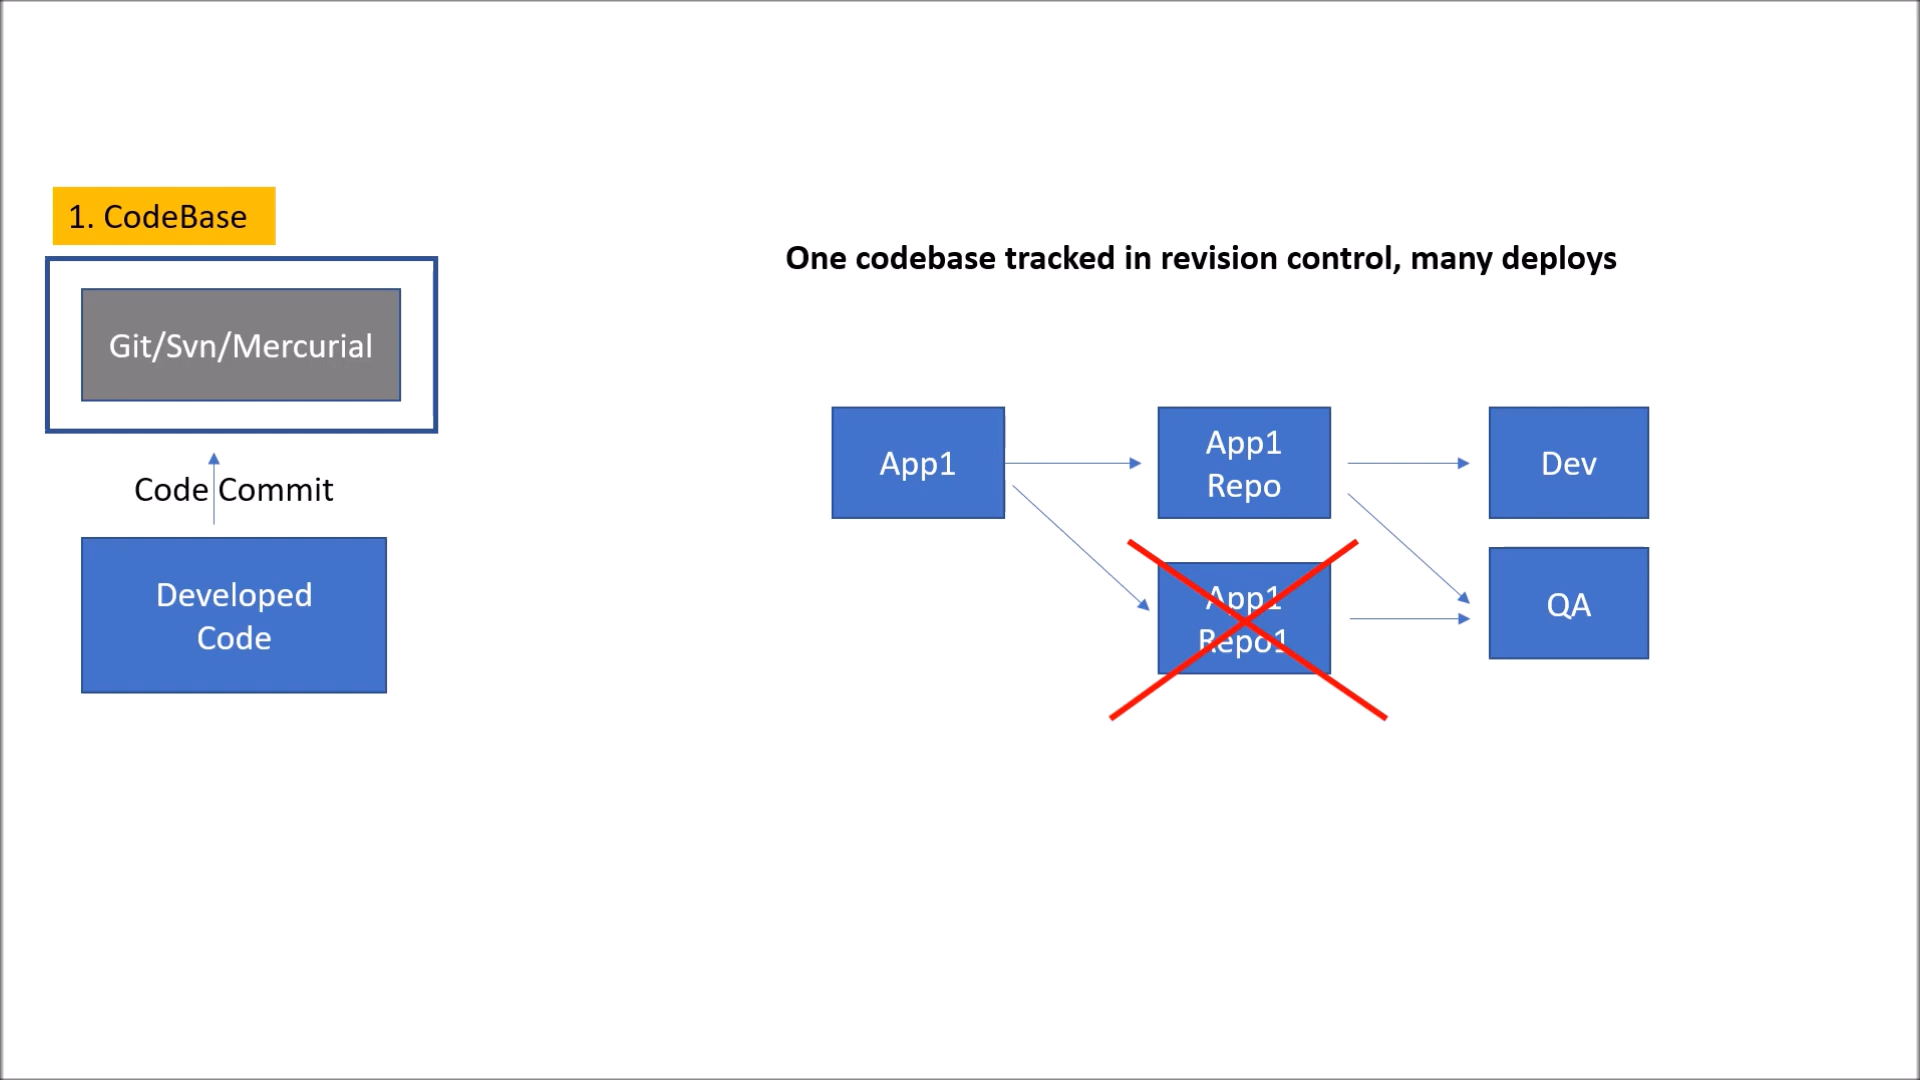 1. CodeBase
Git/Svn/Mercurial
Code Commit
Developed
Code
One codebase tracked in revision control, many deploys
App1
App1
Repo
Dev
App1
Repo1
QA